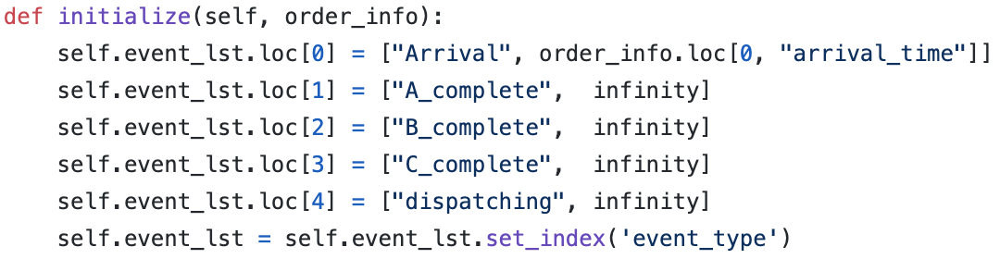 def initialize(self, order_info):
    self.event_lst.loc[0] = ["Arrival", order_info.loc[0, "arrival_time"]]
    self.event_lst.loc[1] = ["A_complete",  infinity]
    self.event_lst.loc[2] = ["B_complete",  infinity]
    self.event_lst.loc[3] = ["C_complete",  infinity]
    self.event_lst.loc[4] = ["dispatching", infinity]
    self.event_lst = self.event_lst.set_index('event_type')